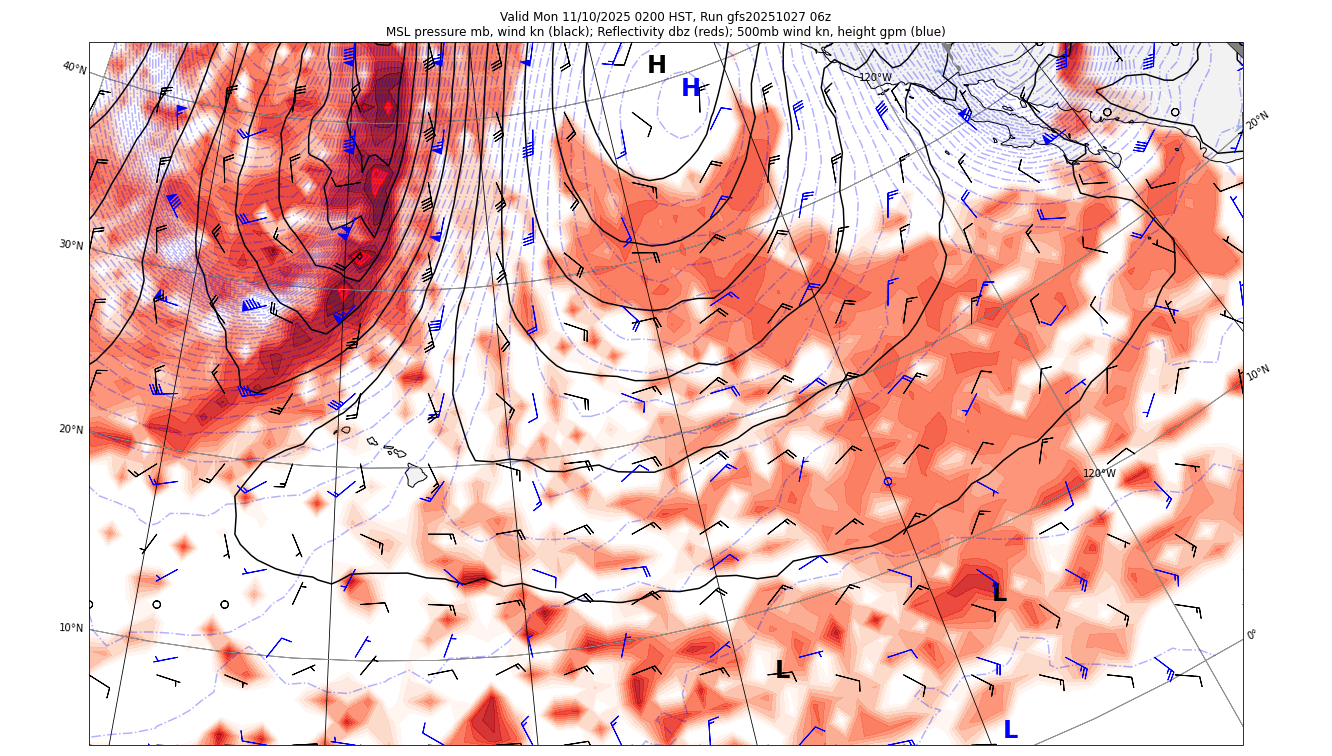 Valid Mon 11/10/2025 0200 HST, Run gfs20251027 06z
MSL pressure mb, wind kn (black); Reflectivity dbz (reds); 500mb wind kn, height gpm (blue)
H
H
40°N
120°W
20°N
30°N
10°N
20°N
120°W
L
10°N
0°
L
L